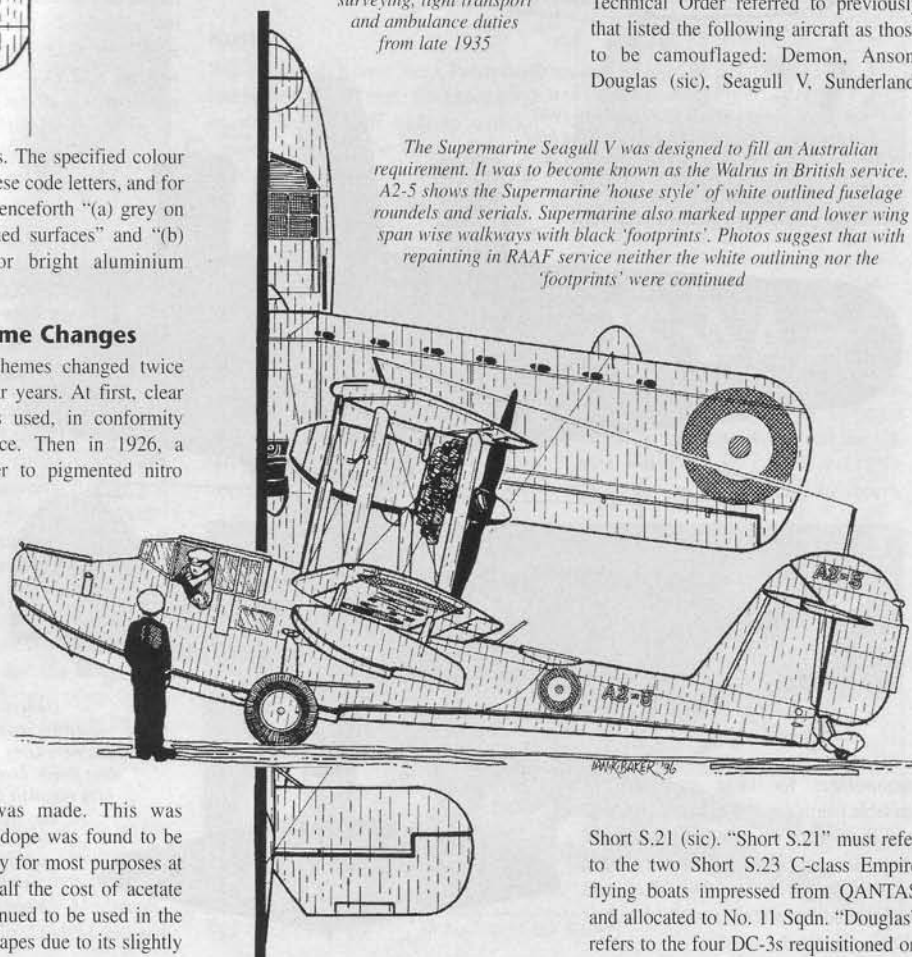 surveying, light transport
and ambulance duties
from late 1935
Technical Order referred to previously
that listed the following aircraft as those
to be camouflaged: Demon, Anson,
Douglas (sic), Seagull V, Sunderland
The Supermarine Seagull V was designed to fill an Australian
requirement. It was to become known as the Walrus in British service.
A2-5 shows the Supermarine 'house style' of white outlined fuselage
roundels and serials. Supermarine also marked upper and lower wing
span wise walkways with black 'footprints'. Photos suggest that with
repainting in RAAF service neither the white outlining nor the
'footprints' were continued
s. The specified colour
ese code letters, and for
enceforth “(a) grey on
ed surfaces” and “(b)
or bright aluminium
me Changes
hemes changed twice
r years. At first, clear
s used, in conformity
ce. Then in 1926, a
er to pigmented nitro
A2-5
A2-5
IAN K. BAKER '96
was made. This was
dope was found to be
y for most purposes at
alf the cost of acetate
nued to be used in the
apes due to its slightly
Short S.21 (sic). “Short S.21” must refer
to the two Short S.23 C-class Empire
flying boats impressed from QANTAS
and allocated to No. 11 Sqdn. “Douglas”
refers to the four DC-3s requisitioned on